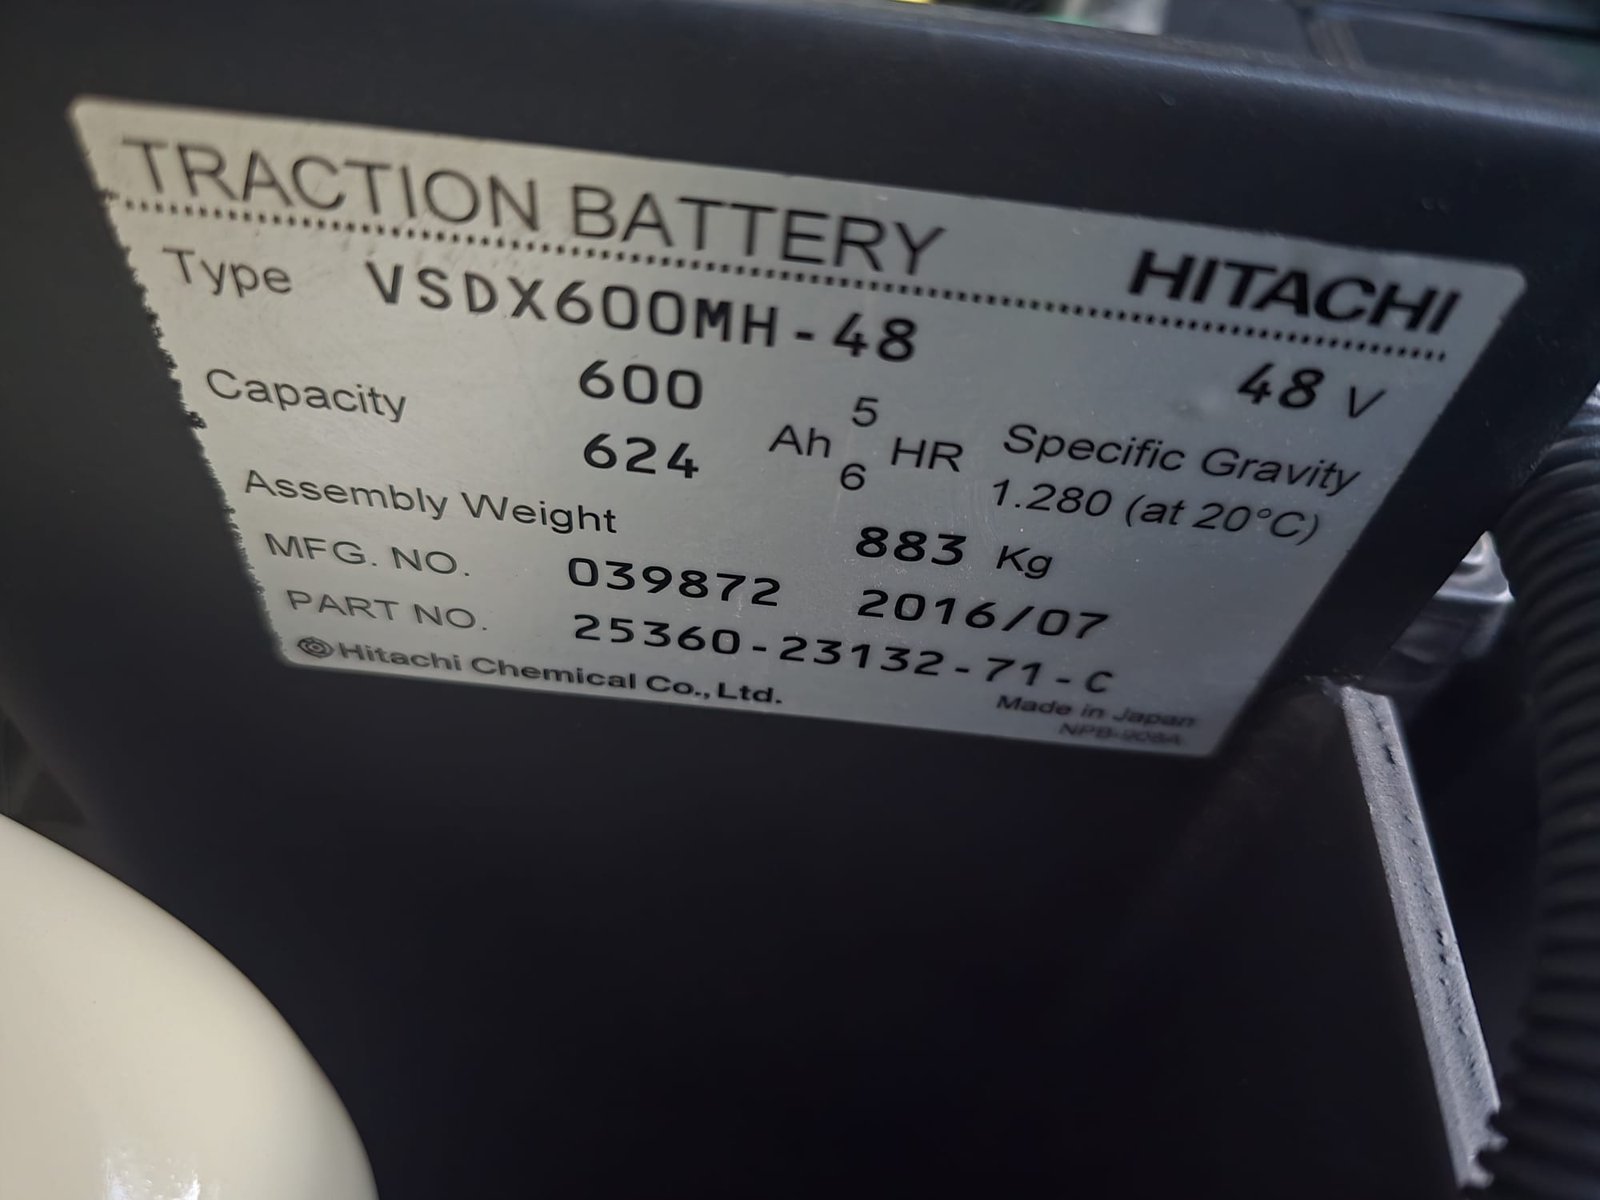 TRACTION BATTERY HITACHI
Type VSDX600MH-48 48 V
Capacity 600 Ah 5 HR Specific Gravity
624 6 1.280 (at 20°C)
Assembly Weight 883 Kg
MFG. NO. 039872 2016/07
PART NO. 25360-23132-71-C
Hitachi Chemical Co., Ltd. Made in Japan